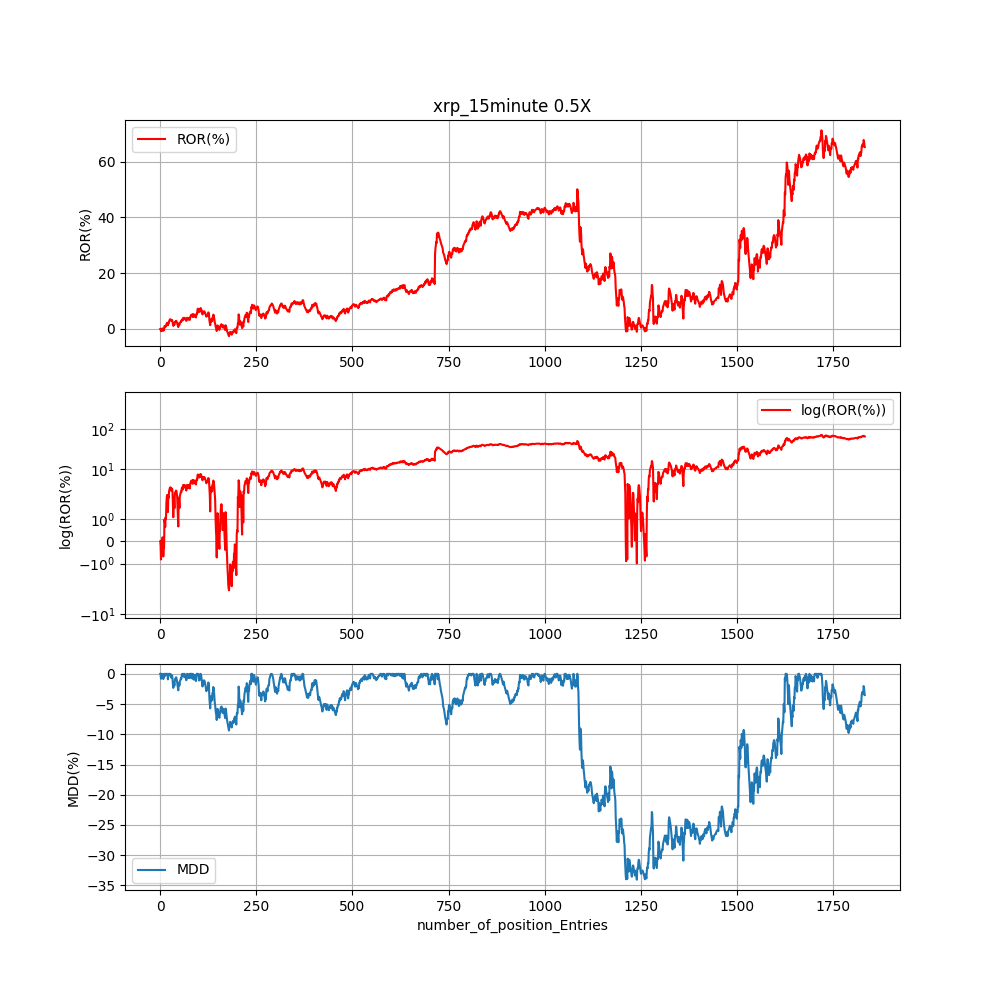 xrp_15minute 0.5X
ROR(%)
ROR(%)
60
40
20
0
0 250 500 750 1000 1250 1500 1750
log(ROR(%))
log(ROR(%))
10²
10¹
10⁰
0
−10⁰
−10¹
0 250 500 750 1000 1250 1500 1750
MDD(%)
0
−5
−10
−15
−20
−25
−30
−35
MDD
0 250 500 750 1000 1250 1500 1750
number_of_position_Entries